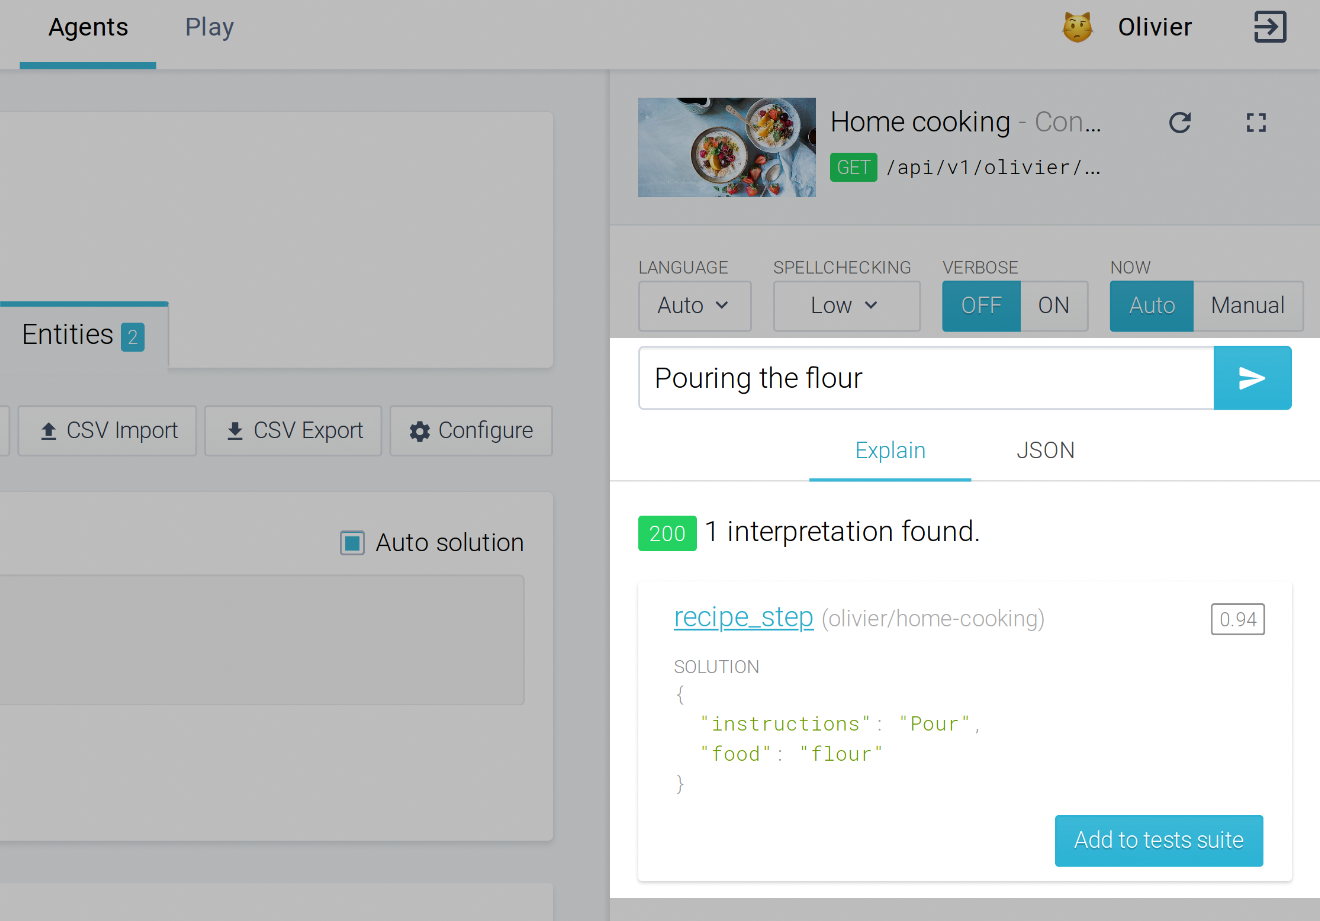 Agents Play Olivier
Home cooking - Con...
GET /api/v1/olivier/...
LANGUAGE SPELLCHECKING VERBOSE NOW
Auto Low OFF ON Auto Manual
Entities 2
Pouring the flour
CSV Import CSV Export Configure
Explain JSON
200 1 interpretation found.
Auto solution
recipe_step (olivier/home-cooking) 0.94
SOLUTION
{
"instructions": "Pour",
"food": "flour"
}
Add to tests suite